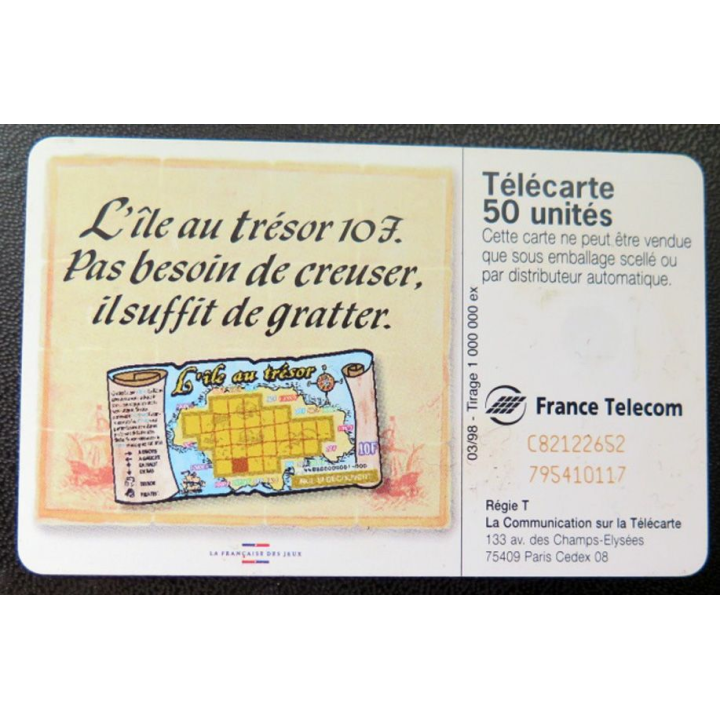 L'île au trésor 10F.
Pas besoin de creuser,
il suffit de gratter.
L'île au trésor
10F
LA FRANÇAISE DES JEUX
03/98 - Tirage 1 000 000 ex
Télécarte
50 unités
Cette carte ne peut être vendue
que sous emballage scellé ou
par distributeur automatique.
France Telecom
C82122652
795410117
Régie T
La Communication sur la Télécarte
133 av. des Champs-Elysées
75409 Paris Cedex 08